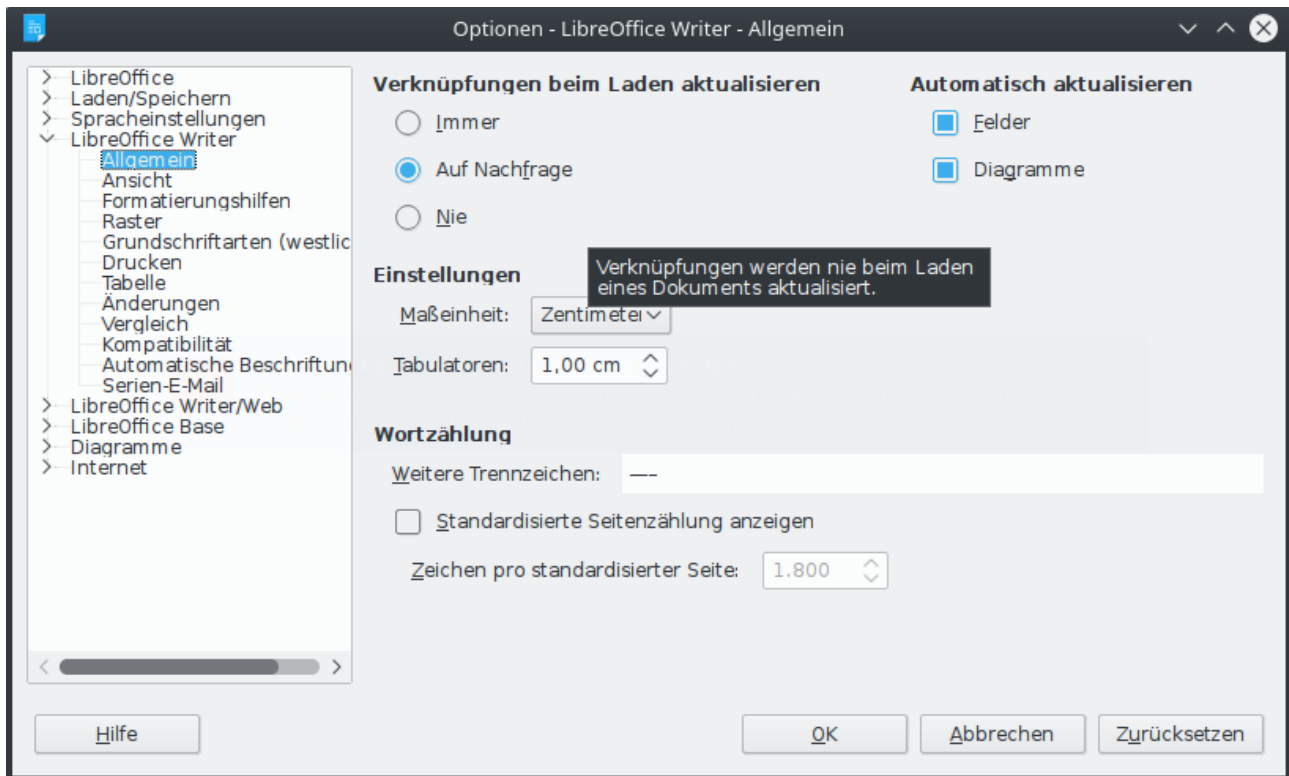 Optionen - LibreOffice Writer - Allgemein
LibreOffice
Laden/Speichern
Spracheinstellungen
LibreOffice Writer
Allgemein
Ansicht
Formatierungshilfen
Raster
Grundschriftarten (westlic
Drucken
Tabelle
Änderungen
Vergleich
Kompatibilität
Automatische Beschriftun
Serien-E-Mail
LibreOffice Writer/Web
LibreOffice Base
Diagramme
Internet
Verknüpfungen beim Laden aktualisieren
Immer
Auf Nachfrage
Nie
Automatisch aktualisieren
Felder
Diagramme
Verknüpfungen werden nie beim Laden
eines Dokuments aktualisiert.
Einstellungen
Maßeinheit: Zentimeter
Tabulatoren: 1,00 cm
Wortzählung
Weitere Trennzeichen: —–
Standardisierte Seitenzählung anzeigen
Zeichen pro standardisierter Seite: 1.800
Hilfe
OK
Abbrechen
Zurücksetzen